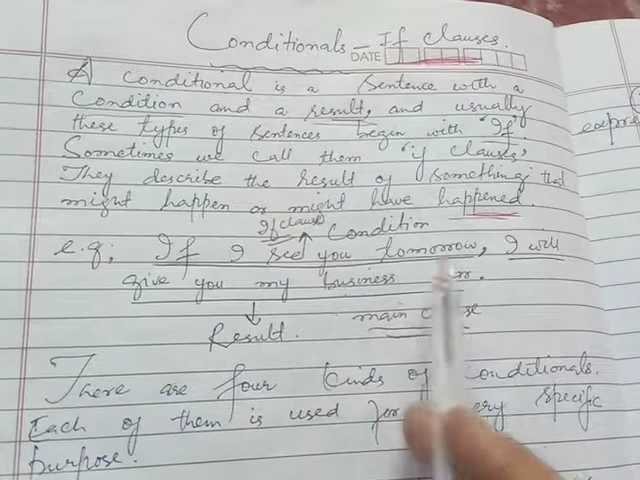 Conditionals - If clauses.
DATE
A conditional is a sentence with a
Condition and a result, and usually
these types of sentences begin with "If"
Sometimes we call them 'if clauses'
They describe the result of something that
might happen or might have happened.
If clause Condition
e.g: If I see you tomorrow, I will
give you my business
Result. main
There are four kinds of conditionals.
Each of them is used for specific
purpose.